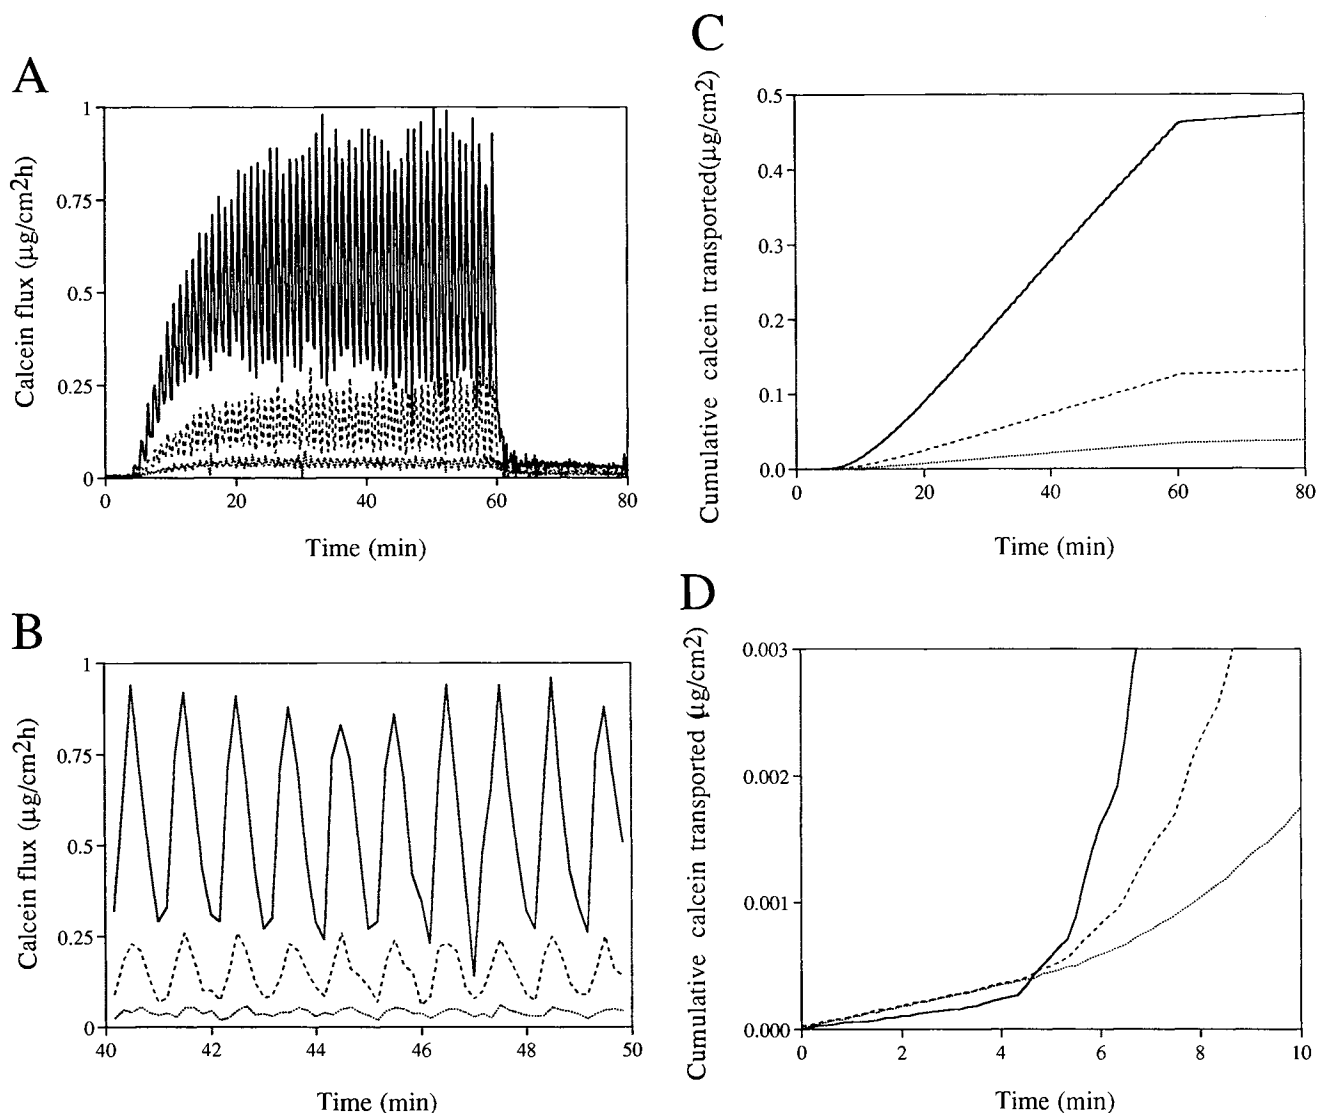 A
Calcein flux (µg/cm2h)
1
0.75
0.5
0.25
0
0 20 40 60 80
Time (min)
B
Calcein flux (µg/cm2h)
1
0.75
0.5
0.25
0
40 42 44 46 48 50
Time (min)
C
Cumulative calcein transported(µg/cm2)
0.5
0.4
0.3
0.2
0.1
0.0
0 20 40 60 80
Time (min)
D
Cumulative calcein transported (µg/cm2)
0.003
0.002
0.001
0.000
0 2 4 6 8 10
Time (min)